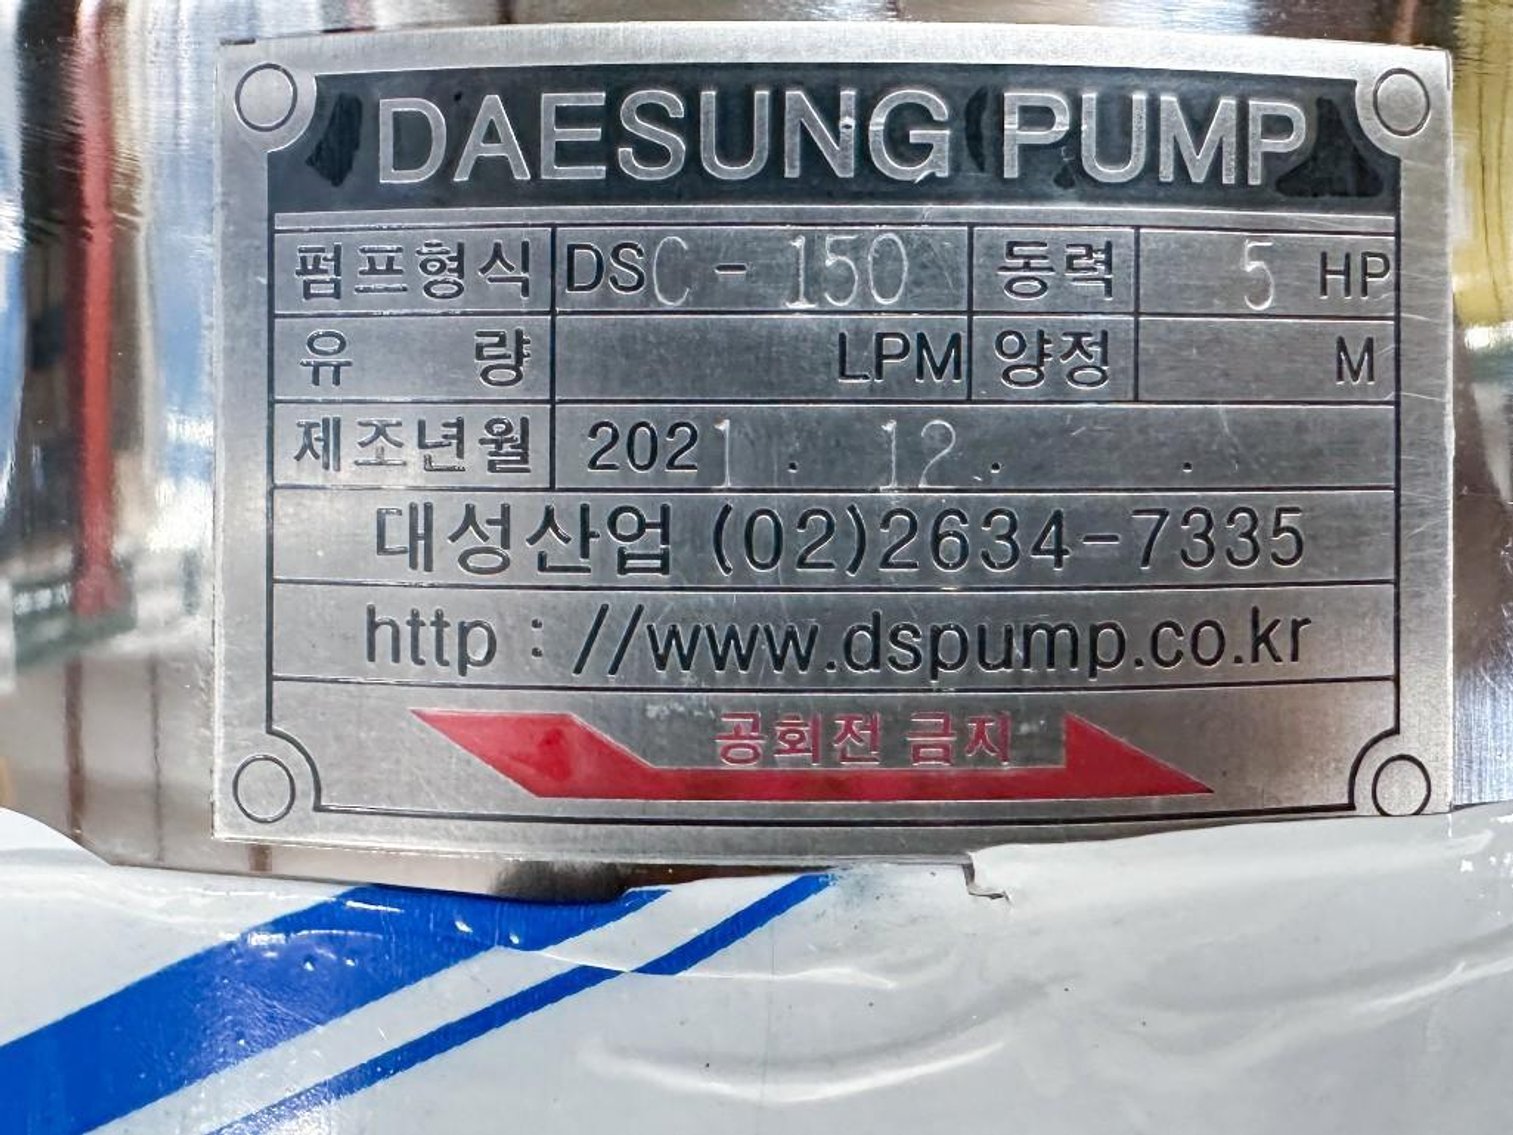 DAESUNG PUMP
펌프형식 DSC - 150 동력 5 HP
유 량 LPM 양정 M
제조년월 2021 . 12 . .
대성산업 (02)2634-7335
http : //www.dspump.co.kr
공회전 금지